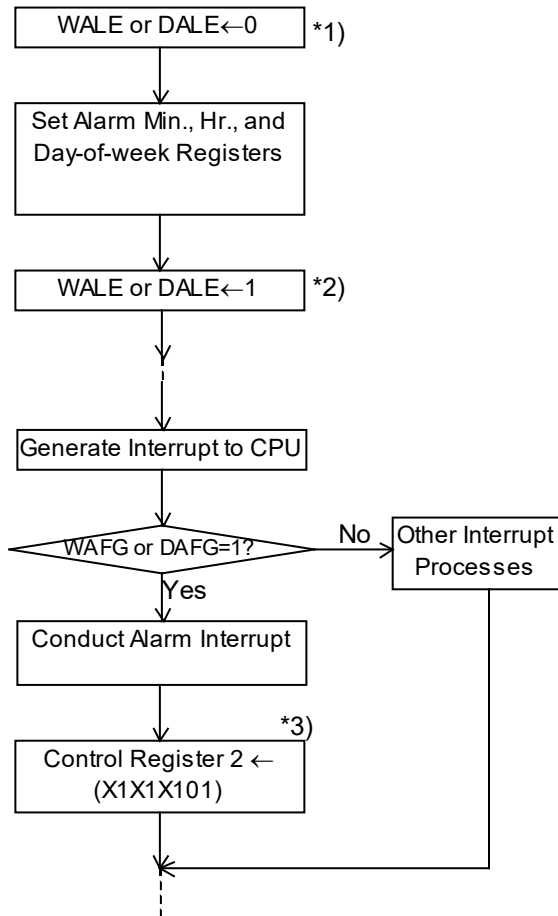 WALE or DALE←0
*1)
Set Alarm Min., Hr., and
Day-of-week Registers
WALE or DALE←1
*2)
Generate Interrupt to CPU
WAFG or DAFG=1?
No
Other Interrupt
Processes
Yes
Conduct Alarm Interrupt
*3)
Control Register 2 ←
(X1X1X101)